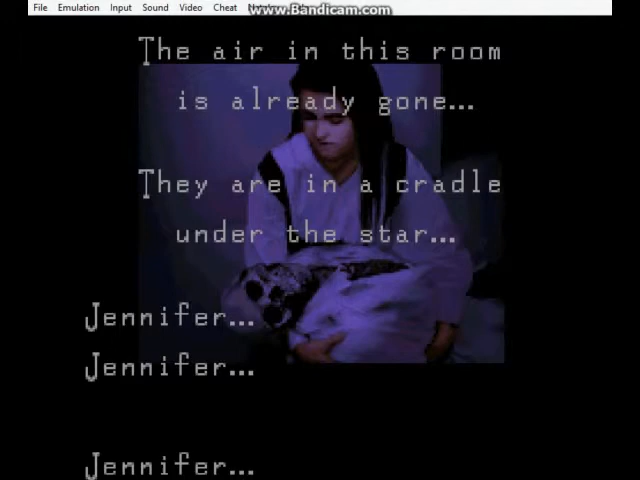 File Emulation Input Sound Video Cheat
www.Bandicam.com
The air in this room
is already gone...
They are in a cradle
under the star...
Jennifer...
Jennifer...
Jennifer...